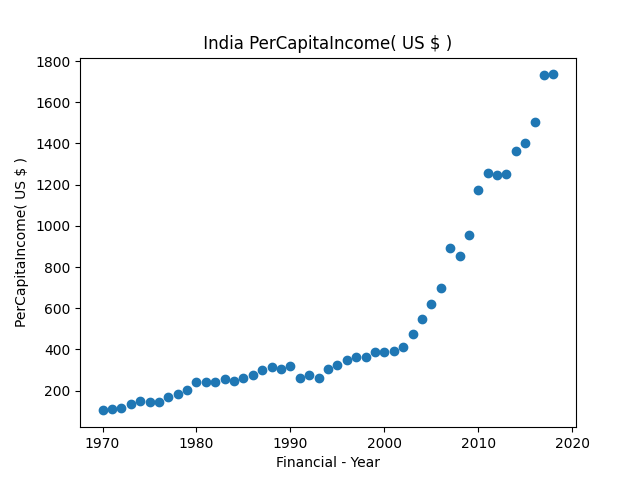 India PerCapitaIncome( US $ )
1800
1600
1400
1200
1000
800
600
400
200
PerCapitaIncome( US $ )
1970 1980 1990 2000 2010 2020
Financial - Year